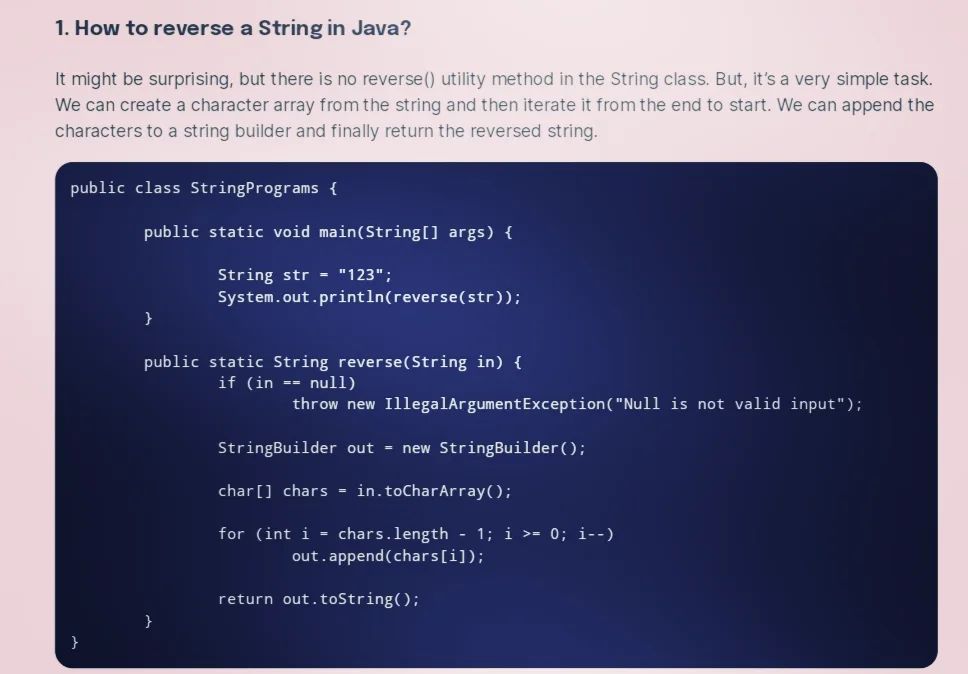 1. How to reverse a String in Java?
It might be surprising, but there is no reverse() utility method in the String class. But, it's a very simple task.
We can create a character array from the string and then iterate it from the end to start. We can append the
characters to a string builder and finally return the reversed string.
public class StringPrograms {
public static void main(String[] args) {
String str = "123";
System.out.println(reverse(str));
}
public static String reverse(String in) {
if (in == null)
throw new IllegalArgumentException("Null is not valid input");
StringBuilder out = new StringBuilder();
char[] chars = in.toCharArray();
for (int i = chars.length - 1; i >= 0; i--)
out.append(chars[i]);
return out.toString();
}
}